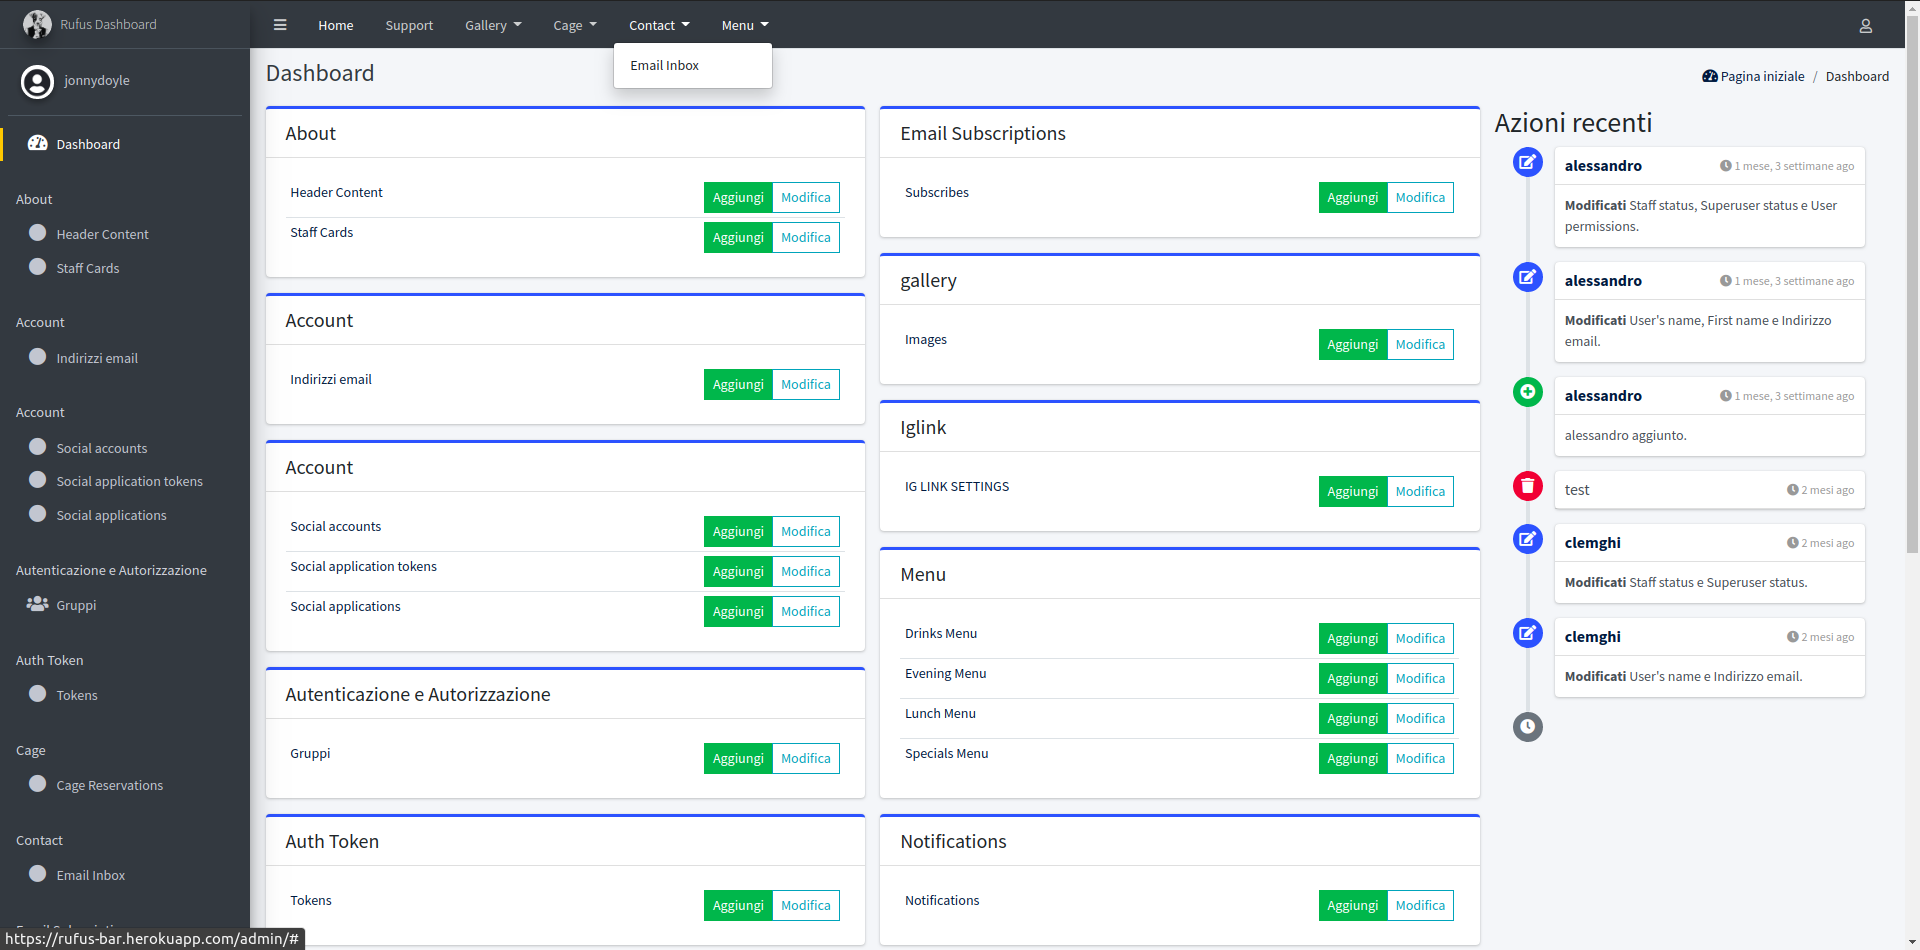 Rufus Dashboard
Home Support Gallery Cage Contact Menu
Email Inbox
jonnydoyle
Dashboard
About
Header Content
Staff Cards
Account
Indirizzi email
Account
Social accounts
Social application tokens
Social applications
Autenticazione e Autorizzazione
Gruppi
Auth Token
Tokens
Cage
Cage Reservations
Contact
Email Inbox
https://rufus-bar.herokuapp.com/admin/#
Dashboard
Pagina iniziale / Dashboard
About
Header Content Aggiungi Modifica
Staff Cards Aggiungi Modifica
Account
Indirizzi email Aggiungi Modifica
Account
Social accounts Aggiungi Modifica
Social application tokens Aggiungi Modifica
Social applications Aggiungi Modifica
Autenticazione e Autorizzazione
Gruppi Aggiungi Modifica
Auth Token
Tokens Aggiungi Modifica
Email Subscriptions
Subscribes Aggiungi Modifica
gallery
Images Aggiungi Modifica
Iglink
IG LINK SETTINGS Aggiungi Modifica
Menu
Drinks Menu Aggiungi Modifica
Evening Menu Aggiungi Modifica
Lunch Menu Aggiungi Modifica
Specials Menu Aggiungi Modifica
Notifications
Notifications Aggiungi Modifica
Azioni recenti
alessandro 1 mese, 3 settimane ago
Modificati Staff status, Superuser status e User
permissions.
alessandro 1 mese, 3 settimane ago
Modificati User's name, First name e Indirizzo
email.
alessandro 1 mese, 3 settimane ago
alessandro aggiunto.
test 2 mesi ago
clemghi 2 mesi ago
Modificati Staff status e Superuser status.
clemghi 2 mesi ago
Modificati User's name e Indirizzo email.